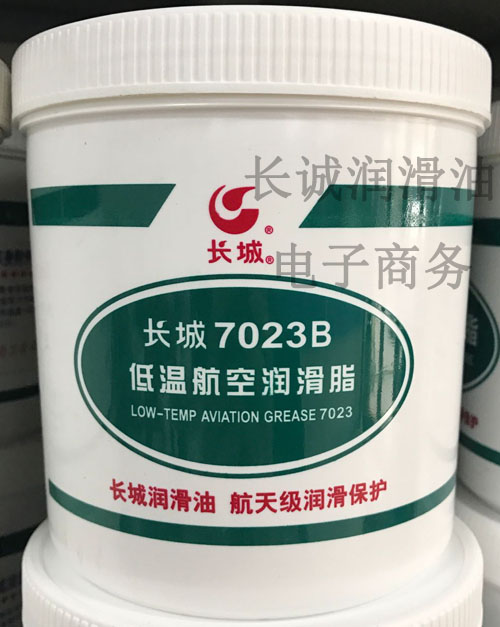 长诚润滑油
电子商务
长城®
®
长城 7023B
低温航空润滑脂
LOW-TEMP AVIATION GREASE 7023
长城润滑油 航天级润滑保护